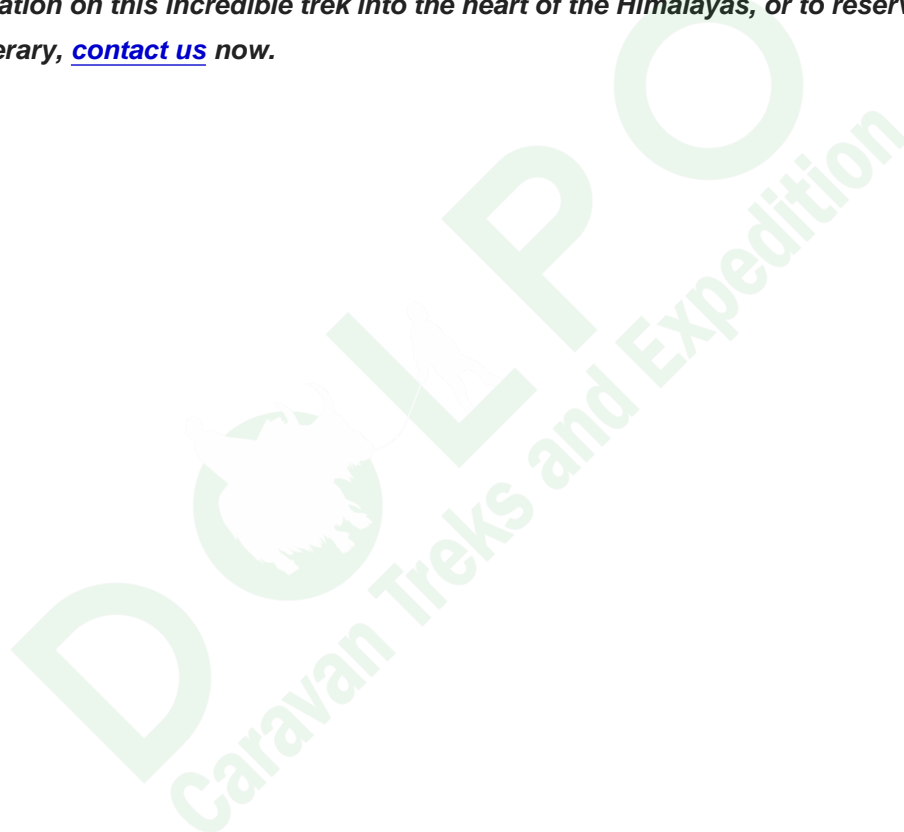 ation on this incredible trek into the heart of the Himalayas, or to reserv
erary, contact us now.
DOLPO
Caravan Treks and Expedition